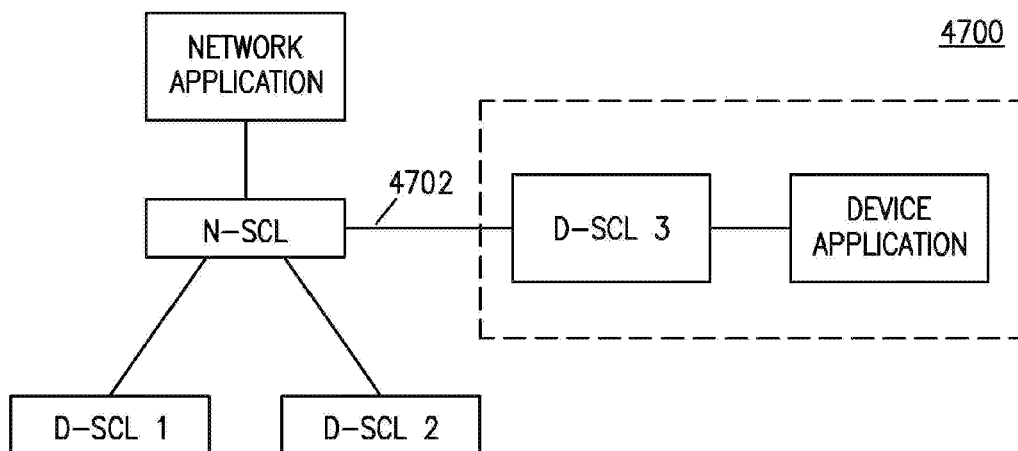 NETWORK
APPLICATION
4700
4702
N-SCL
D-SCL 3
DEVICE
APPLICATION
D-SCL 1
D-SCL 2